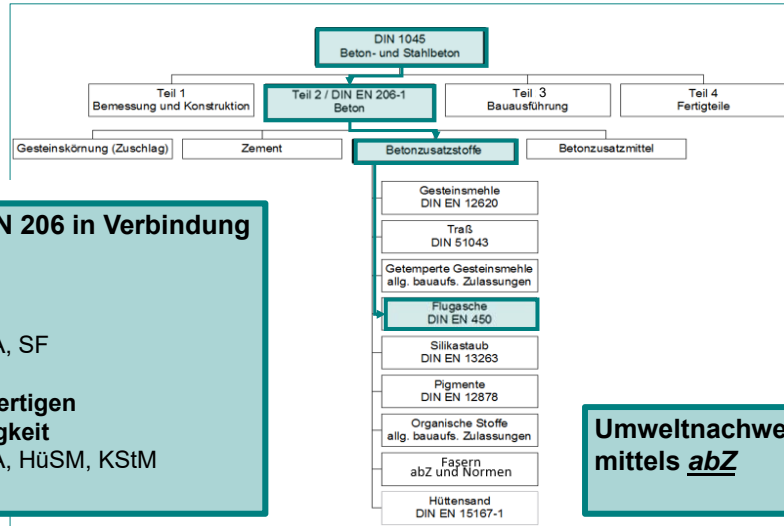 DIN 1045
Beton- und Stahlbeton
Teil 1
Bemessung und Konstruktion
Teil 2 / DIN EN 206-1
Beton
Teil 3
Bauausführung
Teil 4
Fertigteile
Gesteinskörnung (Zuschlag)
Zement
Betonzusatzstoffe
Betonzusatzmittel
Gesteinsmehle
DIN EN 12620
Traß
DIN 51043
Getemperte Gesteinsmehle
allg. bauaufs. Zulassungen
Flugasche
DIN EN 450
Silikastaub
DIN EN 13263
Pigmente
DIN EN 12878
Organische Stoffe
allg. bauaufs. Zulassungen
Fasern
abZ und Normen
Hüttensand
DIN EN 15167-1
N 206 in Verbindung
, SF
ertigen
gkeit
, HüSM, KStM
Umweltnachwe
mittels abZ